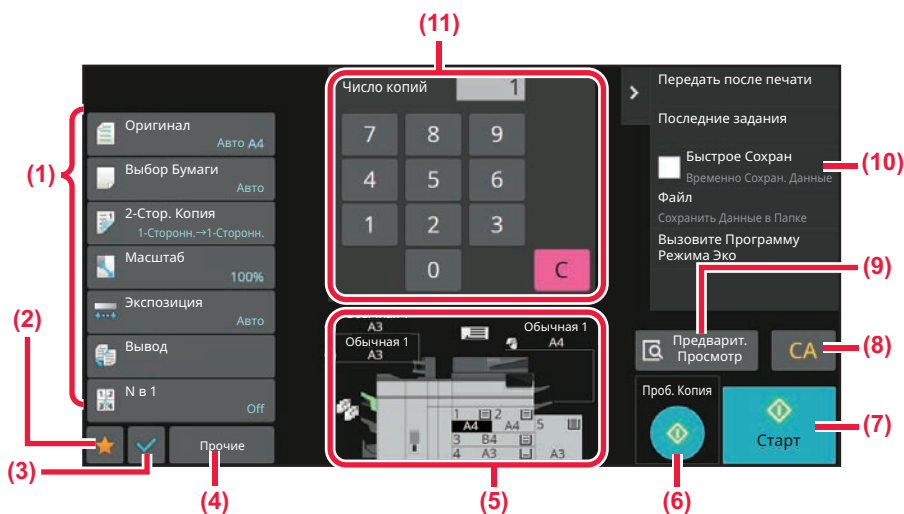 (11)
Число копий 1
7 8 9
4 5 6
1 2 3
0 C
(1)
Оригинал
Авто A4
Выбор Бумаги
Авто
2-Стор. Копия
1-Сторонн.→1-Сторонн.
Масштаб
100%
Экспозиция
Авто
Вывод
N в 1
Off
(2)
(3)
Прочие
(4)
A3
Обычная 1
A3
Обычная 1
A4
1 2
A4 A4 5
3 B4
4 A3 A3
(5)
Передать после печати
Последние задания
Быстрое Сохран
Временно Сохран. Данные
(10)
Файл
Сохранить Данные в Папке
Вызовите Программу
Режима Эко
(9)
Предварит.
Просмотр
CA
(8)
Проб. Копия
(6)
Старт
(7)